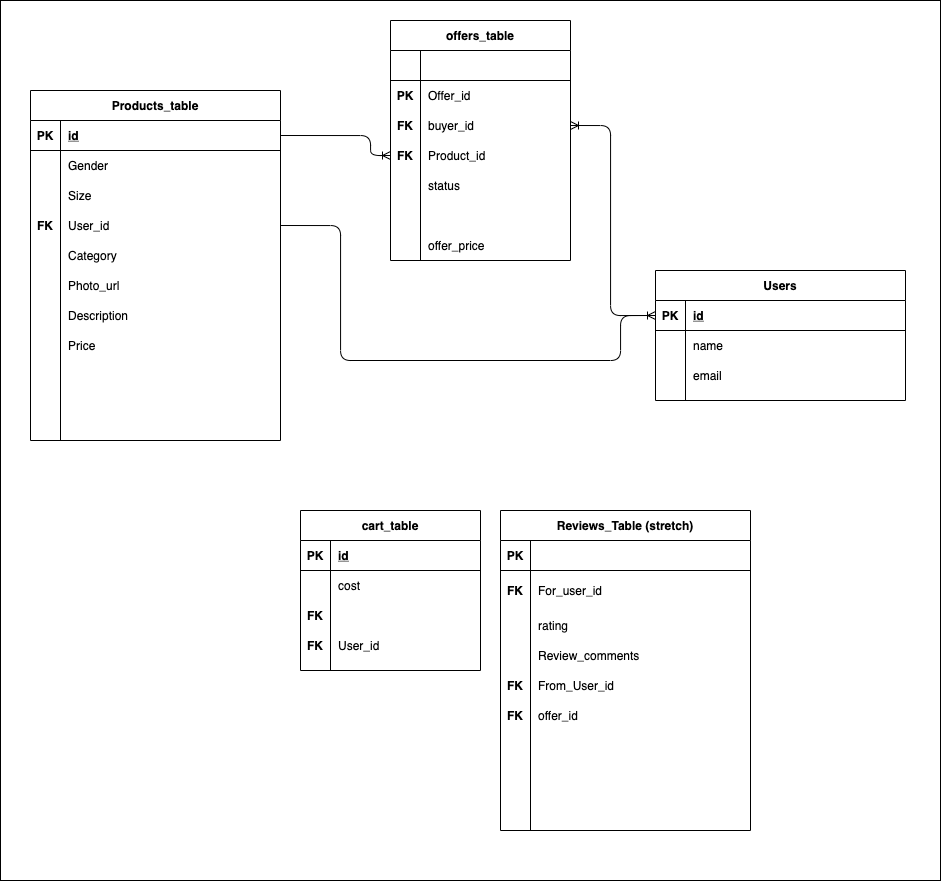 offers_table
PK Offer_id
FK buyer_id
FK Product_id
status
offer_price
Products_table
PK id
Gender
Size
FK User_id
Category
Photo_url
Description
Price
Users
PK id
name
email
cart_table
PK id
cost
FK
FK User_id
Reviews_Table (stretch)
PK
FK For_user_id
rating
Review_comments
FK From_User_id
FK offer_id